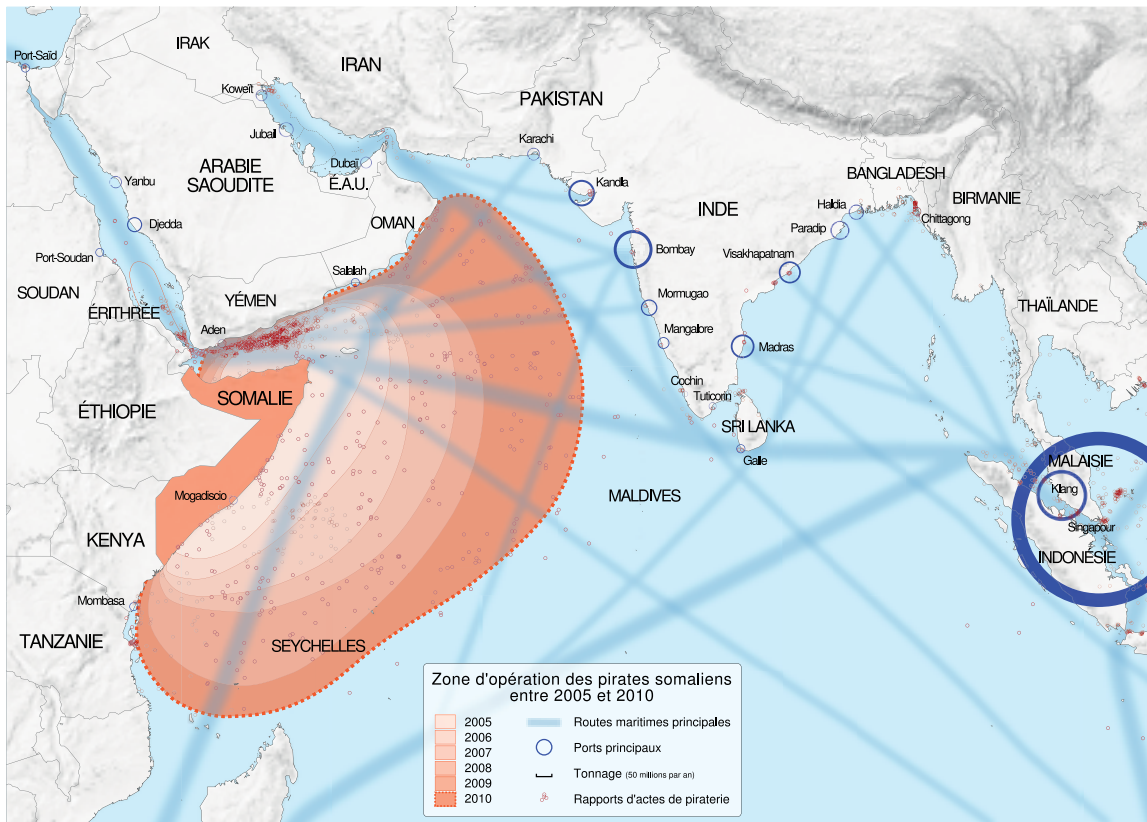 Port-Saïd
IRAK
IRAN
Koweït
PAKISTAN
Jubail
Karachi
Dubaï
ARABIE
SAOUDITE
É.A.U.
Yanbu
Kandla
BANGLADESH
BIRMANIE
INDE
Haldia
Chittagong
Djedda
OMAN
Paradip
Port-Soudan
Bombay
Visakhapatnam
Salalah
SOUDAN
YÉMEN
ÉRITHRÉE
Mormugao
THAÏLANDE
Aden
Mangalore
Madras
SOMALIE
Cochin
ÉTHIOPIE
Tuticorin
SRI LANKA
Galle
MALAISIE
Mogadiscio
MALDIVES
Kilang
Singapour
KENYA
INDONÉSIE
Mombasa
TANZANIE
SEYCHELLES
Zone d'opération des pirates somaliens
entre 2005 et 2010
2005
2006
2007
2008
2009
2010
Routes maritimes principales
Ports principaux
Tonnage (50 millions par an)
Rapports d'actes de piraterie